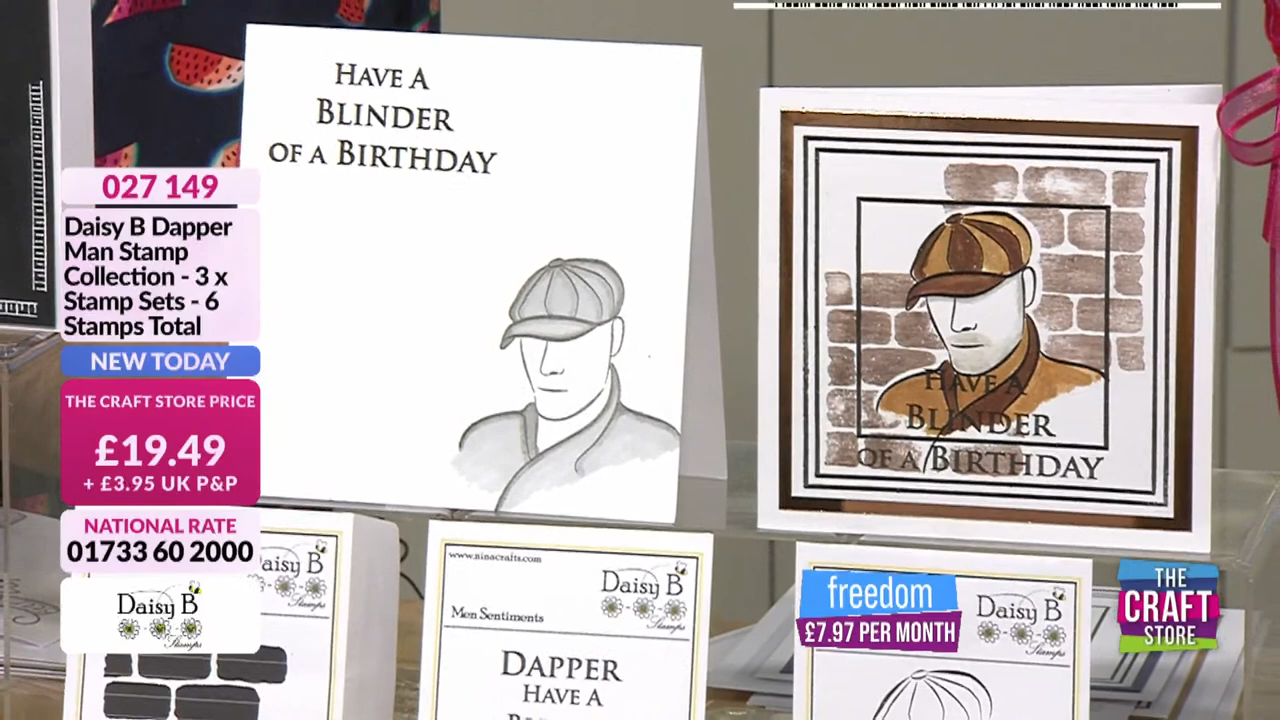 HAVE A
BLINDER
OF A BIRTHDAY
027 149
Daisy B Dapper
Man Stamp
Collection - 3 x
Stamp Sets - 6
Stamps Total
NEW TODAY
THE CRAFT STORE PRICE
£19.49
+ £3.95 UK P&P
NATIONAL RATE
01733 60 2000
Daisy B
Stamps
HAVE A
BLINDER
OF A BIRTHDAY
aisy B
Stamps
www.ninacrafts.com
Daisy B
Stamps
Men Sentiments
DAPPER
HAVE A
freedom
£7.97 PER MONTH
Daisy B
Stamps
THE
CRAFT
STORE